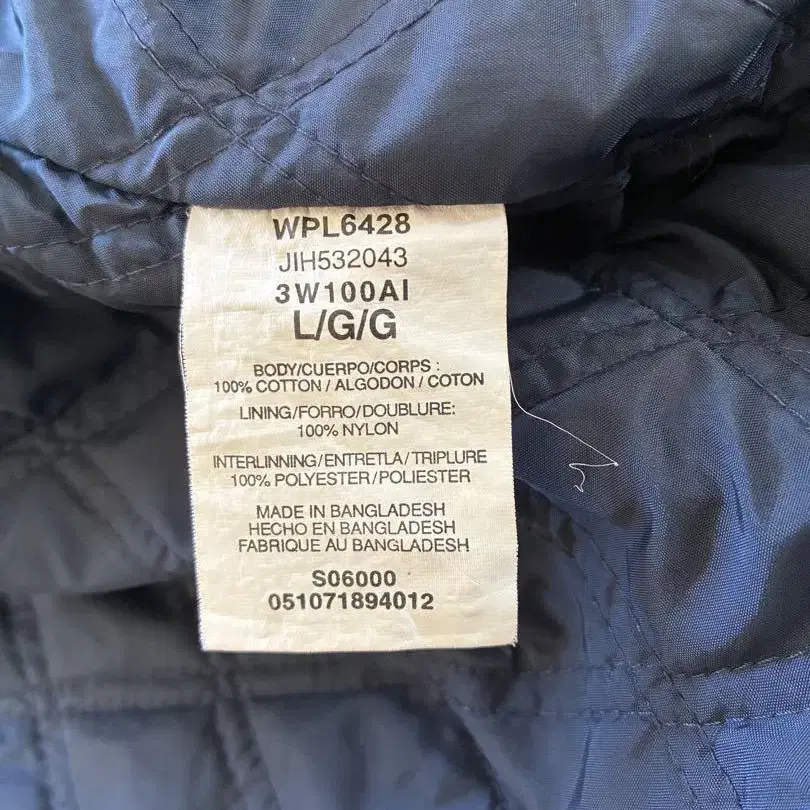 WPL6428
JIH532043
3W100AI
L/G/G
BODY/CUERPO/CORPS :
100% COTTON / ALGODON / COTON
LINING/FORRO/DOUBLURE:
100% NYLON
INTERLINNING/ENTRETLA/TRIPLURE
100% POLYESTER/POLIESTER
MADE IN BANGLADESH
HECHO EN BANGLADESH
FABRIQUE AU BANGLADESH
S06000
051071894012